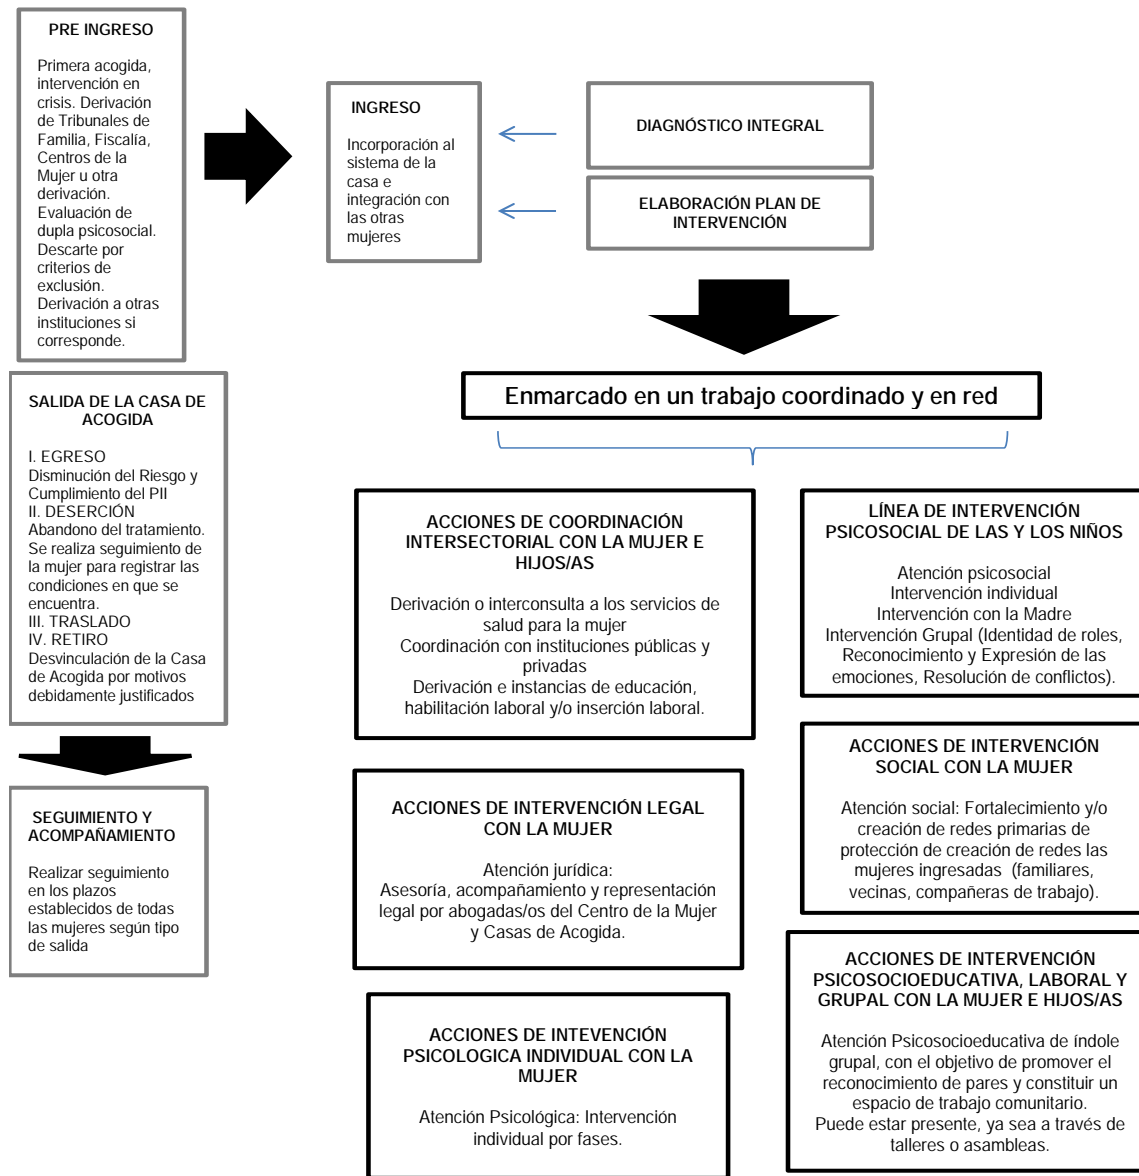 PRE INGRESO
Primera acogida,
intervención en
crisis. Derivación
de Tribunales de
Familia, Fiscalía,
Centros de la
Mujer u otra
derivación.
Evaluación de
dupla psicosocial.
Descarte por
criterios de
exclusión.
Derivación a otras
instituciones si
corresponde.
INGRESO
Incorporación al
sistema de la
casa e
integración con
las otras
mujeres
DIAGNÓSTICO INTEGRAL
ELABORACIÓN PLAN DE
INTERVENCIÓN
Enmarcado en un trabajo coordinado y en red
SALIDA DE LA CASA DE
ACOGIDA
I. EGRESO
Disminución del Riesgo y
Cumplimiento del PII
II. DESERCIÓN
Abandono del tratamiento.
Se realiza seguimiento de
la mujer para registrar las
condiciones en que se
encuentra.
III. TRASLADO
IV. RETIRO
Desvinculación de la Casa
de Acogida por motivos
debidamente justificados
SEGUIMIENTO Y
ACOMPAÑAMIENTO
Realizar seguimiento
en los plazos
establecidos de todas
las mujeres según tipo
de salida
ACCIONES DE COORDINACIÓN
INTERSECTORIAL CON LA MUJER E
HIJOS/AS
Derivación o interconsulta a los servicios de
salud para la mujer
Coordinación con instituciones públicas y
privadas
Derivación e instancias de educación,
habilitación laboral y/o inserción laboral.
LÍNEA DE INTERVENCIÓN
PSICOSOCIAL DE LAS Y LOS NIÑOS
Atención psicosocial
Intervención individual
Intervención con la Madre
Intervención Grupal (Identidad de roles,
Reconocimiento y Expresión de las
emociones, Resolución de conflictos).
ACCIONES DE INTERVENCIÓN LEGAL
CON LA MUJER
Atención jurídica:
Asesoría, acompañamiento y representación
legal por abogadas/os del Centro de la Mujer
y Casas de Acogida.
ACCIONES DE INTERVENCIÓN
SOCIAL CON LA MUJER
Atención social: Fortalecimiento y/o
creación de redes primarias de
protección de creación de redes las
mujeres ingresadas (familiares,
vecinas, compañeras de trabajo).
ACCIONES DE INTEVENCIÓN
PSICOLOGICA INDIVIDUAL CON LA
MUJER
Atención Psicológica: Intervención
individual por fases.
ACCIONES DE INTERVENCIÓN
PSICOSOCIOEDUCATIVA, LABORAL Y
GRUPAL CON LA MUJER E HIJOS/AS
Atención Psicosocioeducativa de índole
grupal, con el objetivo de promover el
reconocimiento de pares y constituir un
espacio de trabajo comunitario.
Puede estar presente, ya sea a través de
talleres o asambleas.